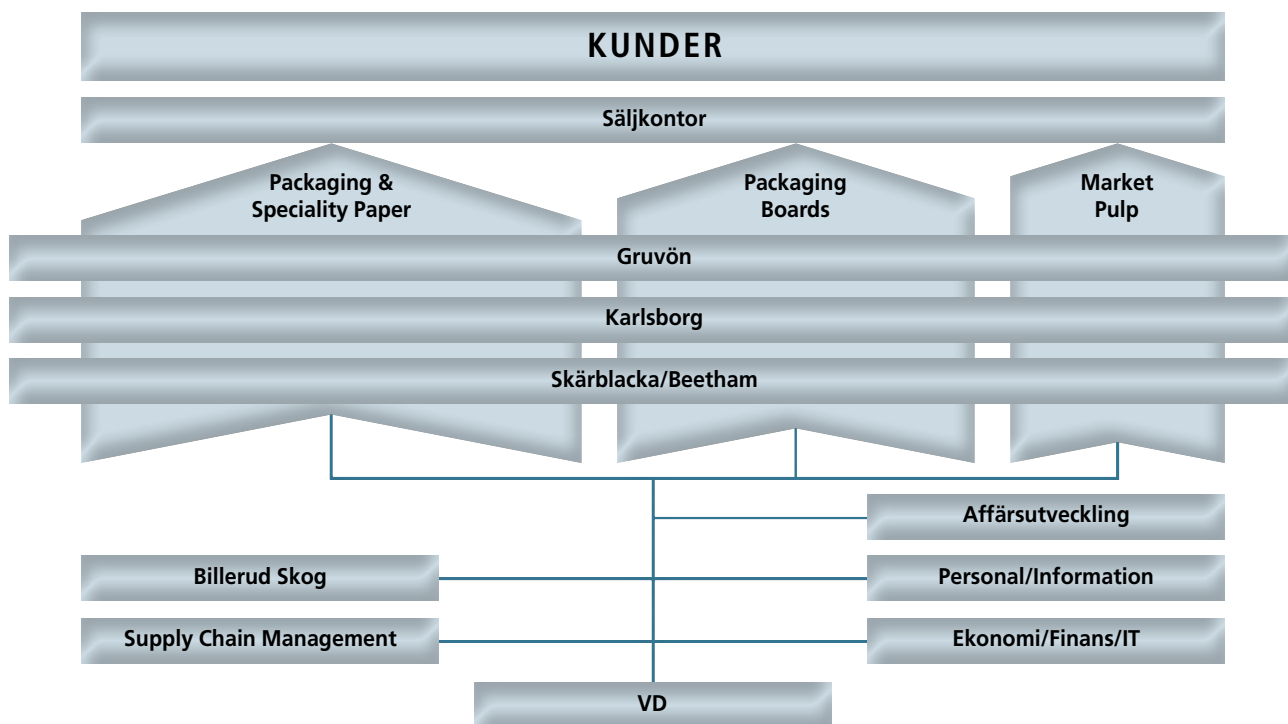 KUNDER
Säljkontor
Packaging &
Speciality Paper
Packaging
Boards
Market
Pulp
Gruvön
Karlsborg
Skärblacka/Beetham
Affärsutveckling
Billerud Skog
Personal/Information
Supply Chain Management
Ekonomi/Finans/IT
VD